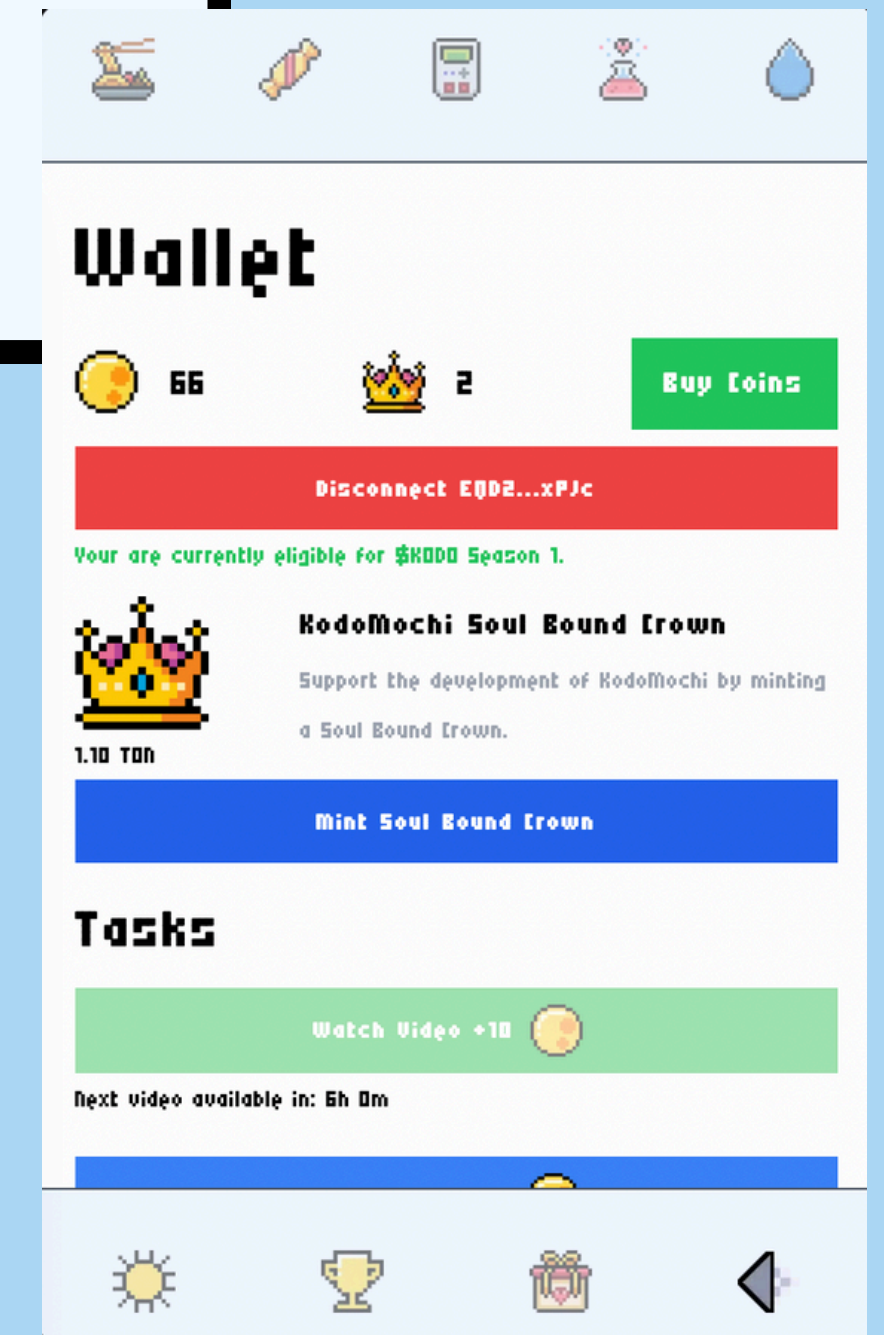 Wallet
66 2 Buy Coins
Disconnect EQD2...xPJc
Your are currently eligible for $KODO Season 1.
KodoMochi Soul Bound Crown
Support the development of KodoMochi by minting
a Soul Bound Crown.
1.10 TON
Mint Soul Bound Crown
Tasks
Watch Video +10
Next video available in: 6h 0m